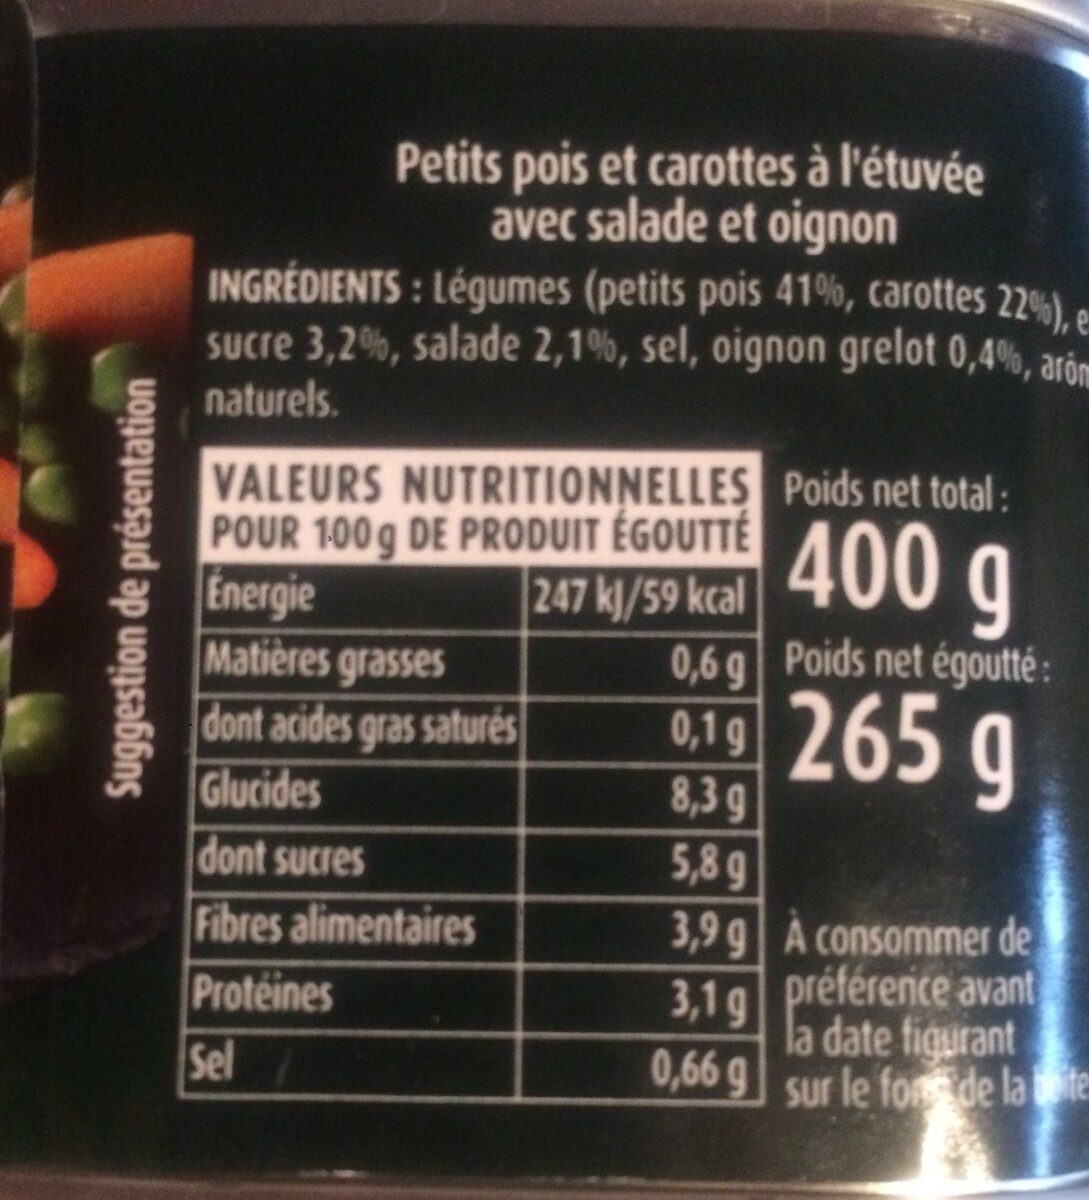 Petits pois et carottes à l'étuvée
avec salade et oignon
INGRÉDIENTS : Légumes (petits pois 41%, carottes 22%),
sucre 3,2%, salade 2,1%, sel, oignon grelot 0,4%,
naturels.
Suggestion de présentation
VALEURS NUTRITIONNELLES
POUR 100 g DE PRODUIT ÉGOUTTÉ
Énergie 247 kJ/59 kcal
Matières grasses 0,6 g
dont acides gras saturés 0,1 g
Glucides 8,3 g
dont sucres 5,8 g
Fibres alimentaires 3,9 g
Protéines 3,1 g
Sel 0,66 g
Poids net total :
400 g
Poids net égoutté :
265 g
À consommer de
préférence avant
la date figurant
sur le fond de la